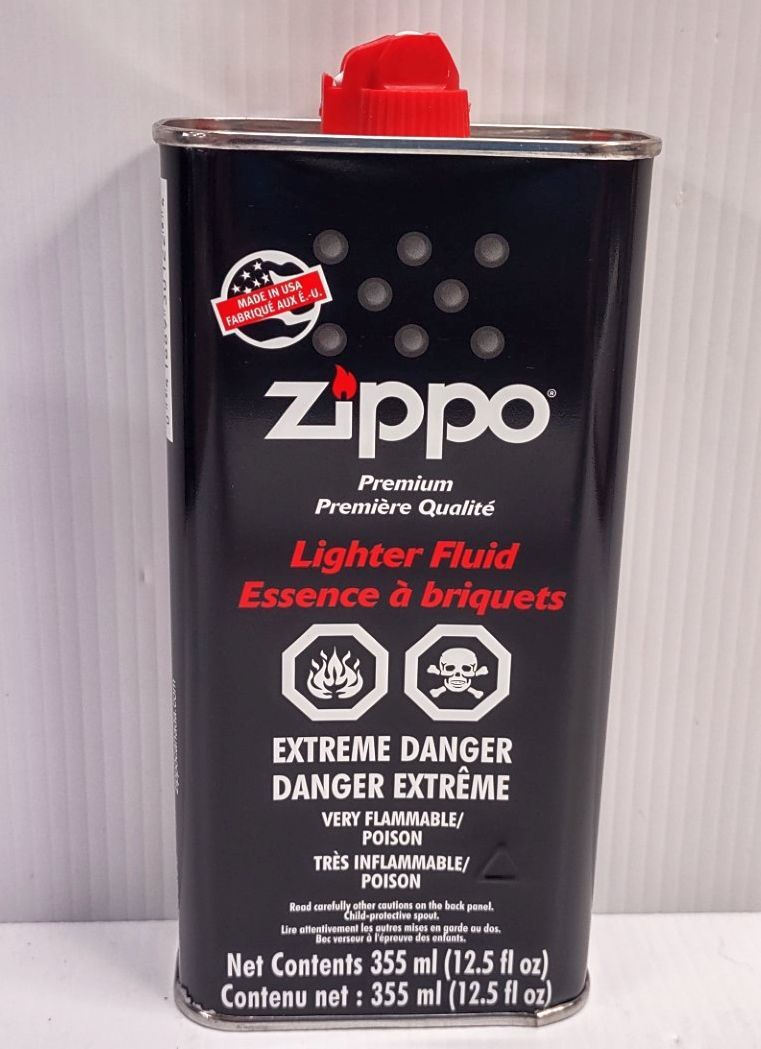 MADE IN USA
FABRIQUÉ AUX É.-U.
zippo®
Premium
Première Qualité
Lighter Fluid
Essence à briquets
EXTREME DANGER
DANGER EXTRÊME
VERY FLAMMABLE/
POISON
TRÈS INFLAMMABLE/
POISON
Read carefully other cautions on the back panel.
Child-protective spout.
Lire attentivement les autres mises en garde au dos.
Bec verseur à l'épreuve des enfants.
Net Contents 355 ml (12.5 fl oz)
Contenu net : 355 ml (12.5 fl oz)